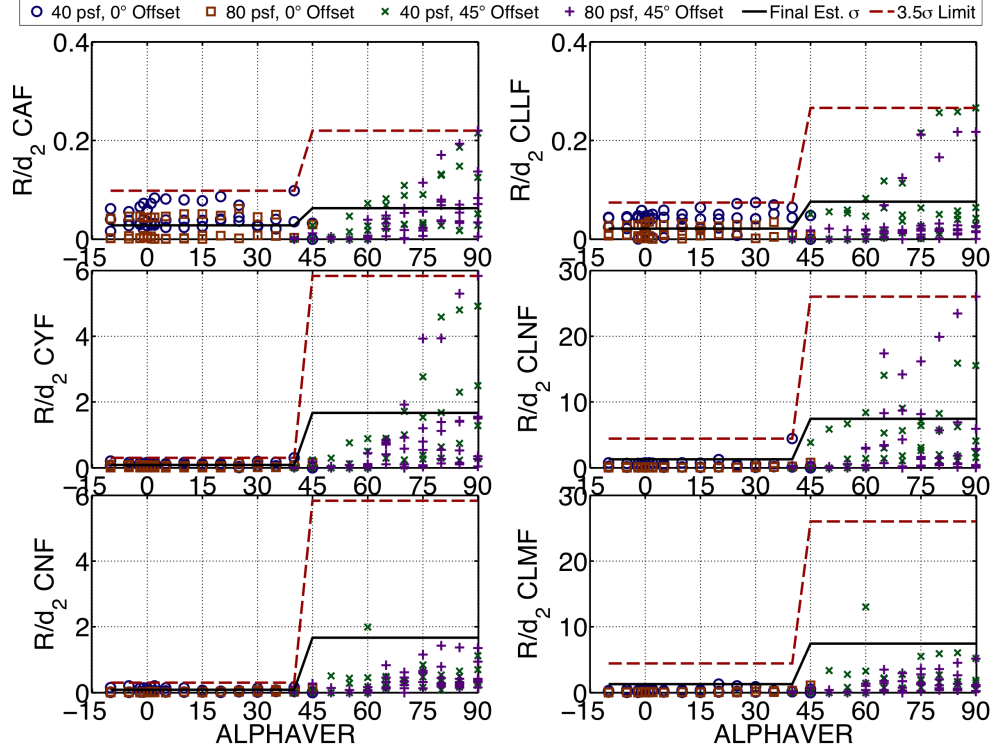 40 psf, 0° Offset 80 psf, 0° Offset 40 psf, 45° Offset 80 psf, 45° Offset Final Est. σ 3.5σ Limit
R/d2 CAF
0.4
0.2
0
−15 0 15 30 45 60 75 90
R/d2 CLLF
0.4
0.2
0
−15 0 15 30 45 60 75 90
R/d2 CYF
6
4
2
0
−15 0 15 30 45 60 75 90
R/d2 CLNF
30
20
10
0
−15 0 15 30 45 60 75 90
R/d2 CNF
6
4
2
0
−15 0 15 30 45 60 75 90
ALPHAVER
R/d2 CLMF
30
20
10
0
−15 0 15 30 45 60 75 90
ALPHAVER